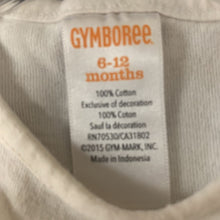 GYMBOREE
6-12
months
100% Cotton
Exclusive of decoration
100% Coton
Sauf la décoration
RN70530/CA31802
©2015 GYM-MARK, INC.
Made in Indonesia